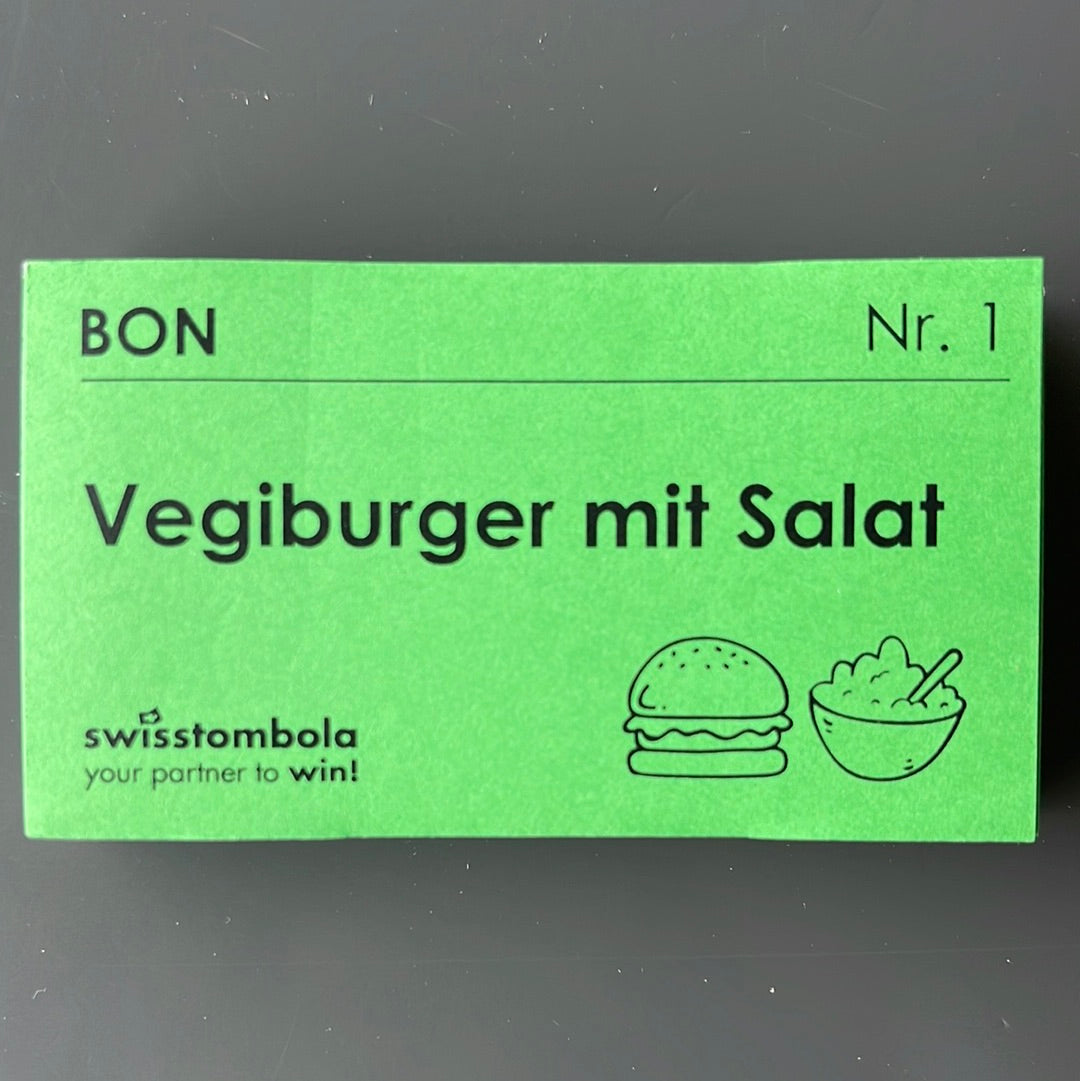 BON Nr. 1
Vegiburger mit Salat
swisstombola
your partner to win!